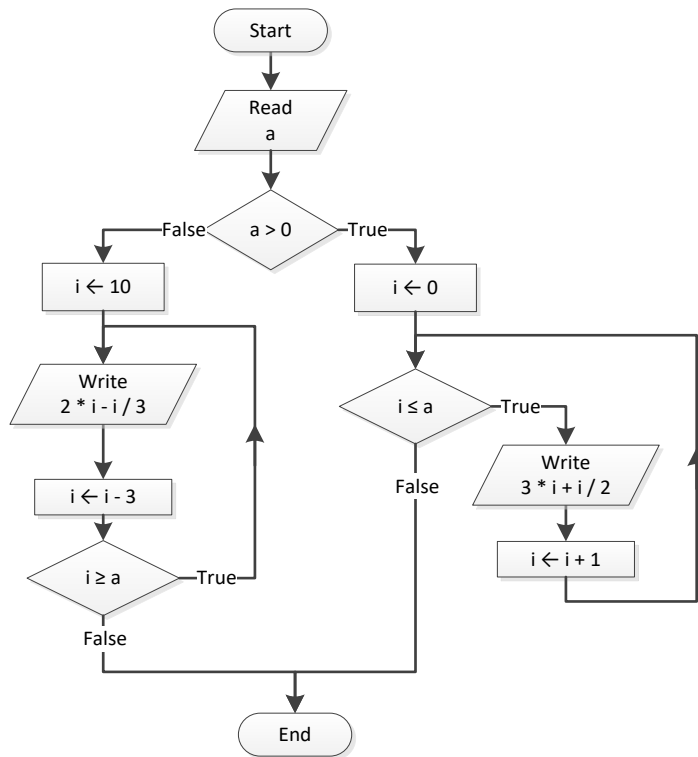 Start
Read
a
a > 0
False
True
i ← 10
i ← 0
Write
2 * i - i / 3
i ≤ a
True
Write
3 * i + i / 2
False
i ← i - 3
i ← i + 1
i ≥ a
True
False
End